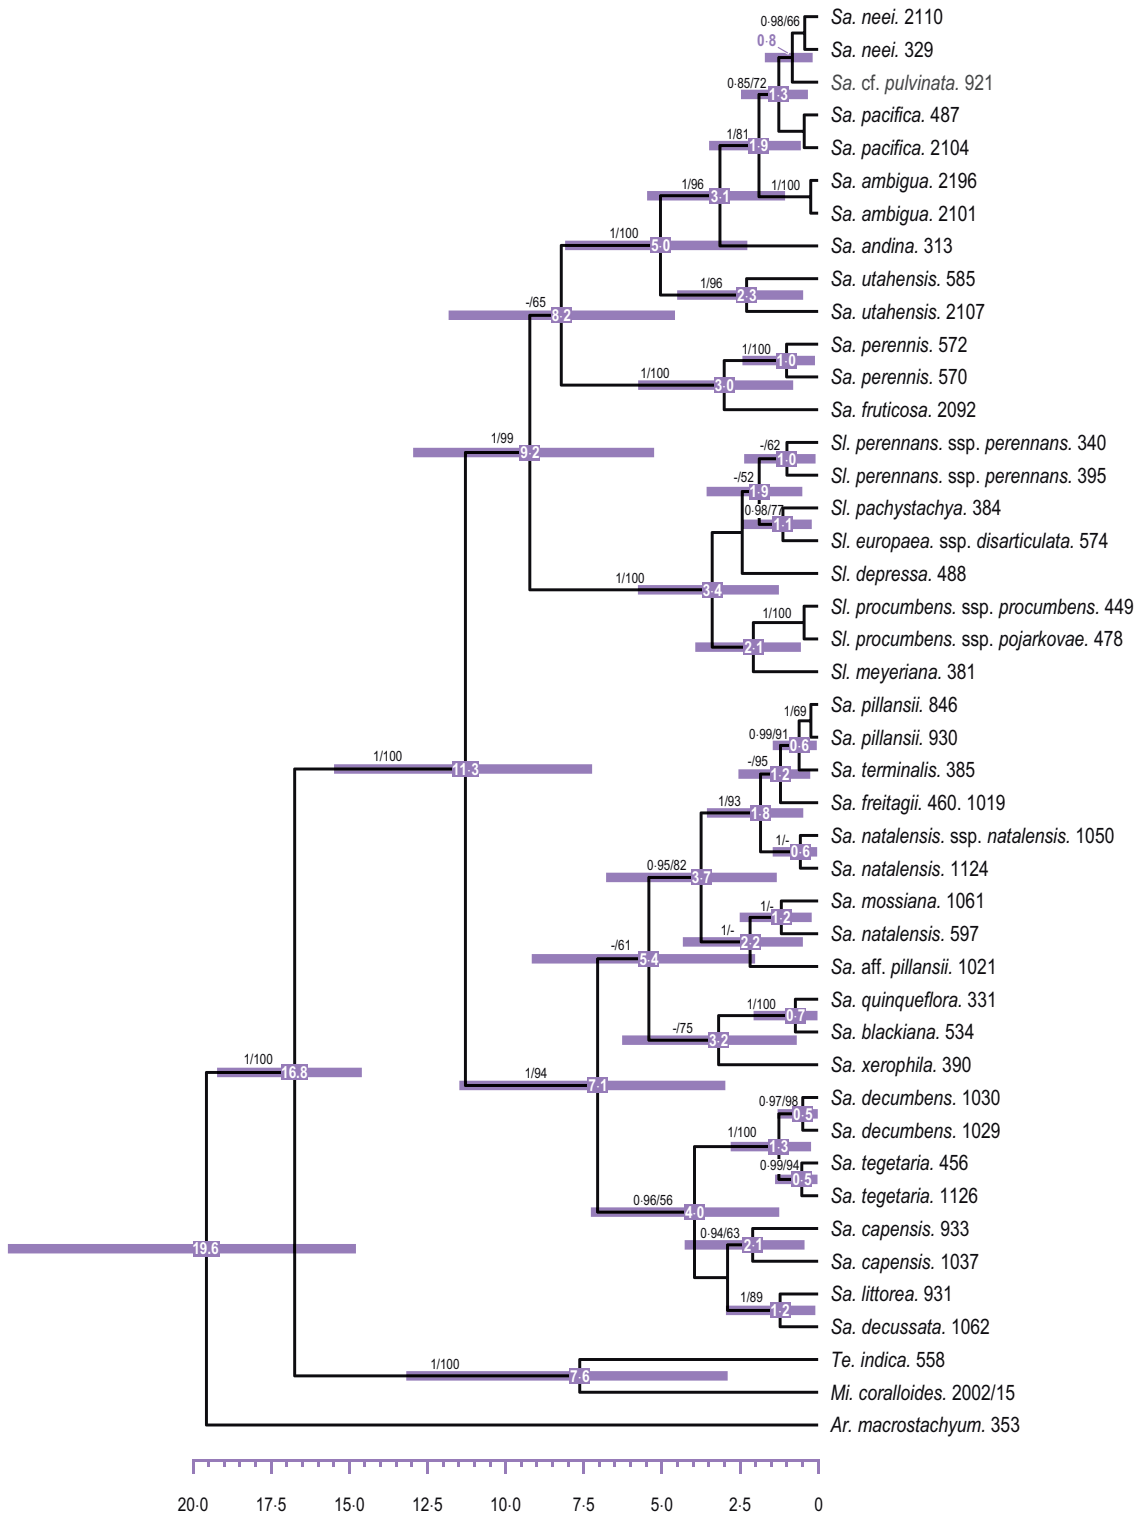 0·98/66
Sa. neei. 2110
0·8
Sa. neei. 329
Sa. cf. pulvinata. 921
0·85/72
1·3
Sa. pacifica. 487
1/81
1·9
Sa. pacifica. 2104
1/96
3·1
1/100
Sa. ambigua. 2196
Sa. ambigua. 2101
1/100
5·0
Sa. andina. 313
1/96
2·3
Sa. utahensis. 585
-/65
8·2
Sa. utahensis. 2107
1/100
1·0
Sa. perennis. 572
1/100
3·0
Sa. perennis. 570
Sa. fruticosa. 2092
1/99
9·2
-/62
1·0
Sl. perennans. ssp. perennans. 340
-/52
1·9
Sl. perennans. ssp. perennans. 395
0·98/77
1·1
Sl. pachystachya. 384
Sl. europaea. ssp. disarticulata. 574
1/100
3·4
Sl. depressa. 488
1/100
Sl. procumbens. ssp. procumbens. 449
2·1
Sl. procumbens. ssp. pojarkovae. 478
Sl. meyeriana. 381
1/69
Sa. pillansii. 846
0·99/91
0·6
Sa. pillansii. 930
1/100
11·3
-/95
1·2
Sa. terminalis. 385
1/93
1·8
Sa. freitagii. 460. 1019
1/-
0·6
Sa. natalensis. ssp. natalensis. 1050
0·95/82
3·7
Sa. natalensis. 1124
1/-
1·2
Sa. mossiana. 1061
1/-
2·2
Sa. natalensis. 597
-/61
5·4
Sa. aff. pillansii. 1021
1/100
0·7
Sa. quinqueflora. 331
-/75
3·2
Sa. blackiana. 534
1/100
16.8
Sa. xerophila. 390
1/94
7·1
0·97/98
0·5
Sa. decumbens. 1030
1/100
1·3
Sa. decumbens. 1029
0·99/94
0·5
Sa. tegetaria. 456
0·96/56
4·0
Sa. tegetaria. 1126
0·94/63
2·1
Sa. capensis. 933
19.6
Sa. capensis. 1037
1/89
1·2
Sa. littorea. 931
Sa. decussata. 1062
1/100
7·6
Te. indica. 558
Mi. coralloides. 2002/15
Ar. macrostachyum. 353
20·0 17·5 15·0 12·5 10·0 7·5 5·0 2·5 0